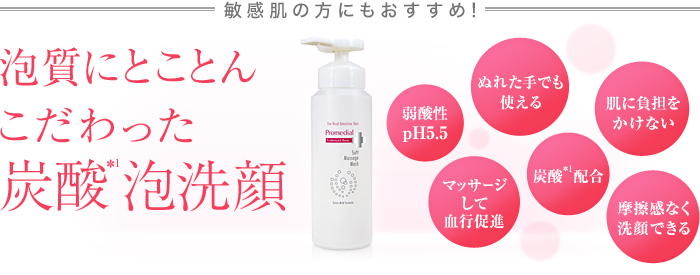 敏感肌の方にもおすすめ!
泡質にとことん
こだわった
炭酸*1泡洗顔
Promedial
Soft
Massage
Wash
弱酸性
pH5.5
ぬれた手でも
使える
肌に負担を
かけない
マッサージ
して
血行促進
炭酸*1配合
摩擦感なく
洗顔できる